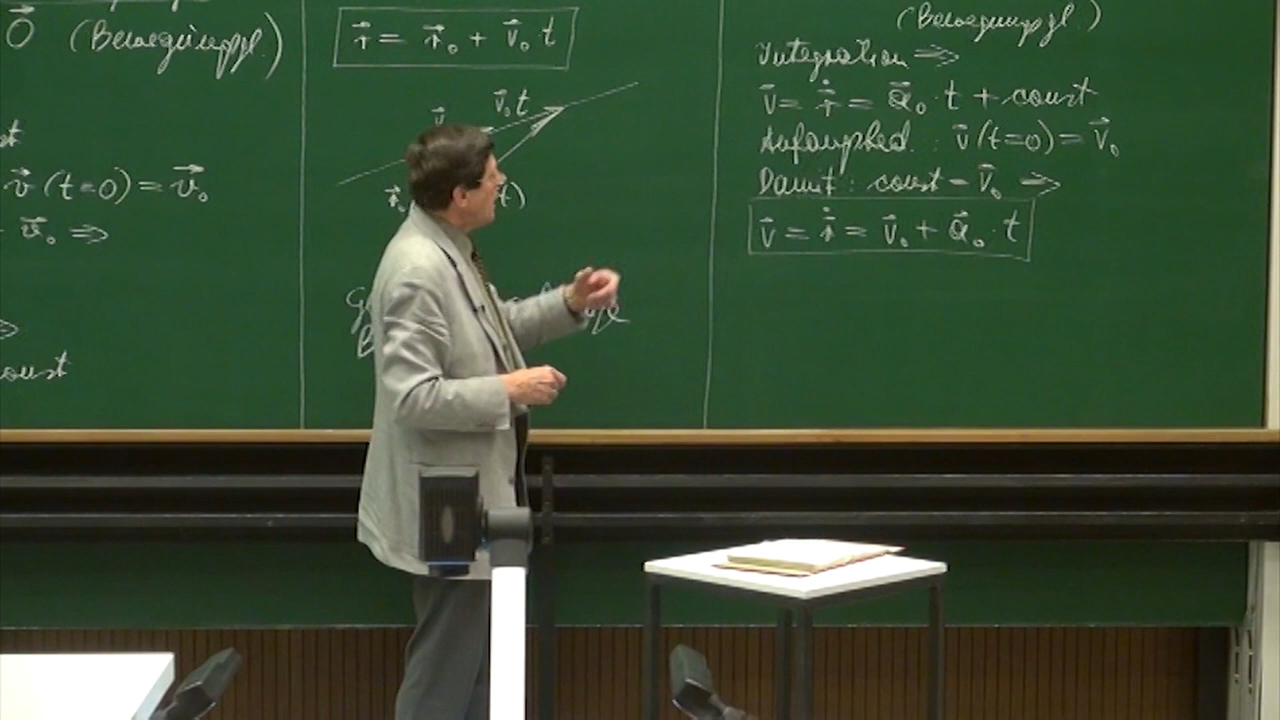 (Bewegungsgl.)
v⃗(t=0) = v⃗₀
v⃗₀ ⇒
r⃗ = r⃗₀ + v⃗₀ t
v⃗₀t
t)
(Bewegungsgl.)
Integration ⇒
v⃗ = ṙ⃗ = a⃗₀ · t + const
Anfangsbed. : v⃗(t=0) = v⃗₀
Damit : const = v⃗₀ ⇒
v⃗ = ṙ⃗ = v⃗₀ + a⃗₀ · t